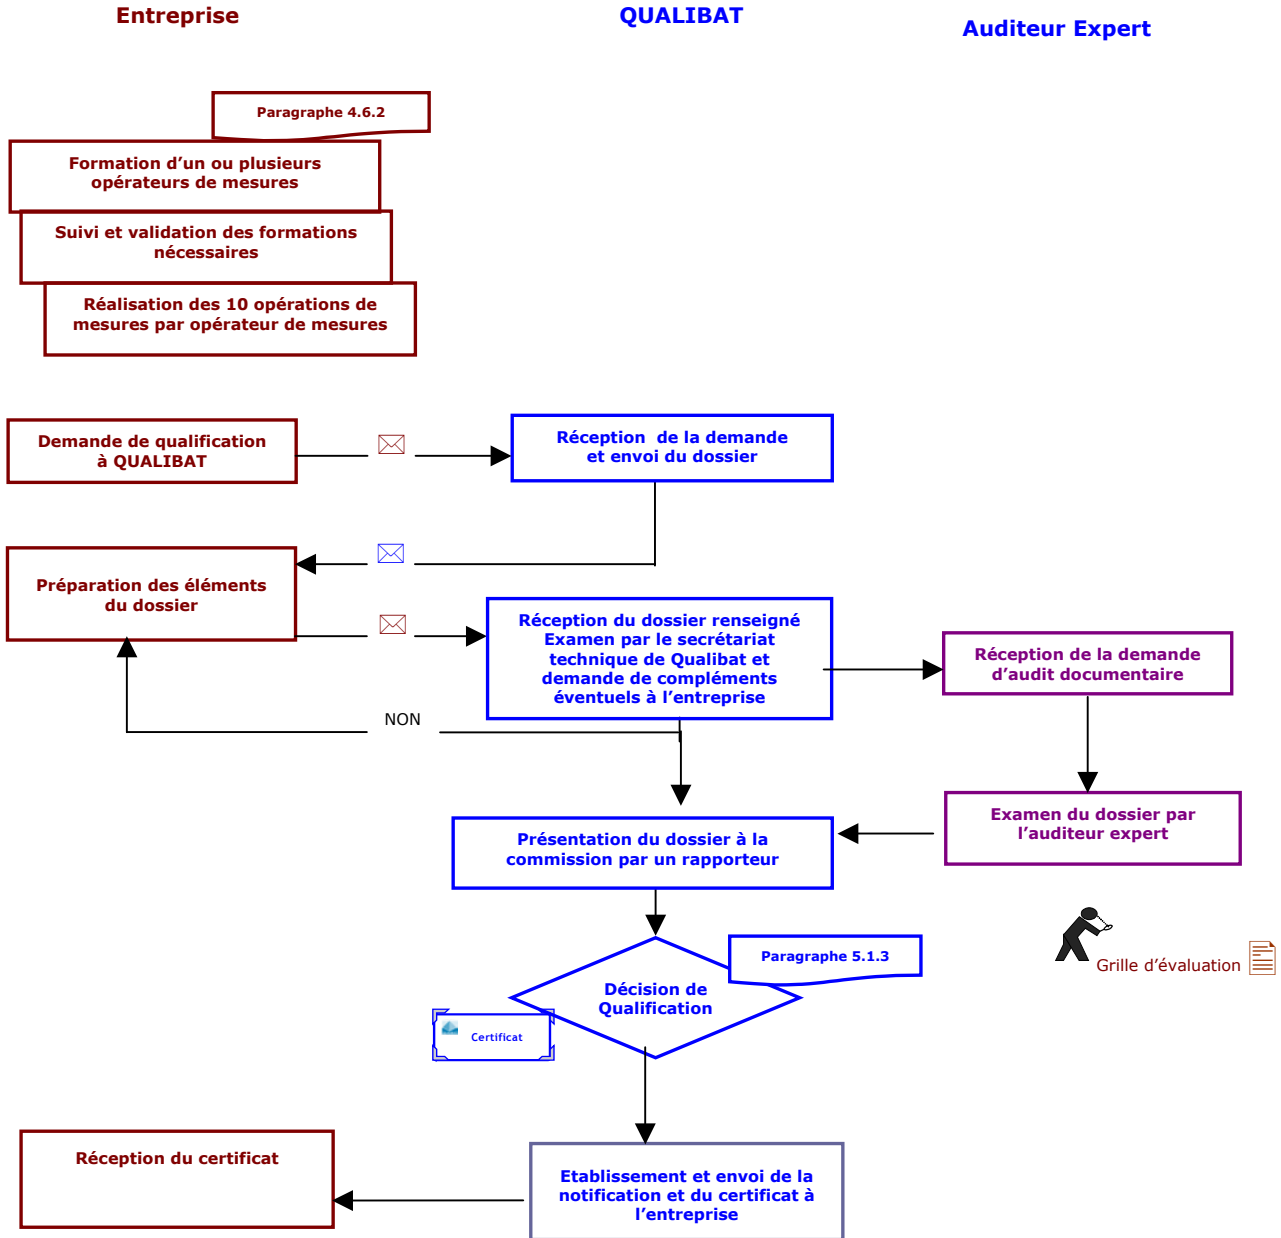 Entreprise
QUALIBAT
Auditeur Expert
Paragraphe 4.6.2
Formation d’un ou plusieurs
opérateurs de mesures
Suivi et validation des formations
nécessaires
Réalisation des 10 opérations de
mesures par opérateur de mesures
Demande de qualification
à QUALIBAT
Réception de la demande
et envoi du dossier
Préparation des éléments
du dossier
Réception du dossier renseigné
Examen par le secrétariat
technique de Qualibat et
demande de compléments
éventuels à l’entreprise
Réception de la demande
d’audit documentaire
NON
Examen du dossier par
l’auditeur expert
Présentation du dossier à la
commission par un rapporteur
Grille d’évaluation
Paragraphe 5.1.3
Décision de
Qualification
Certificat
Réception du certificat
Etablissement et envoi de la
notification et du certificat à
l’entreprise